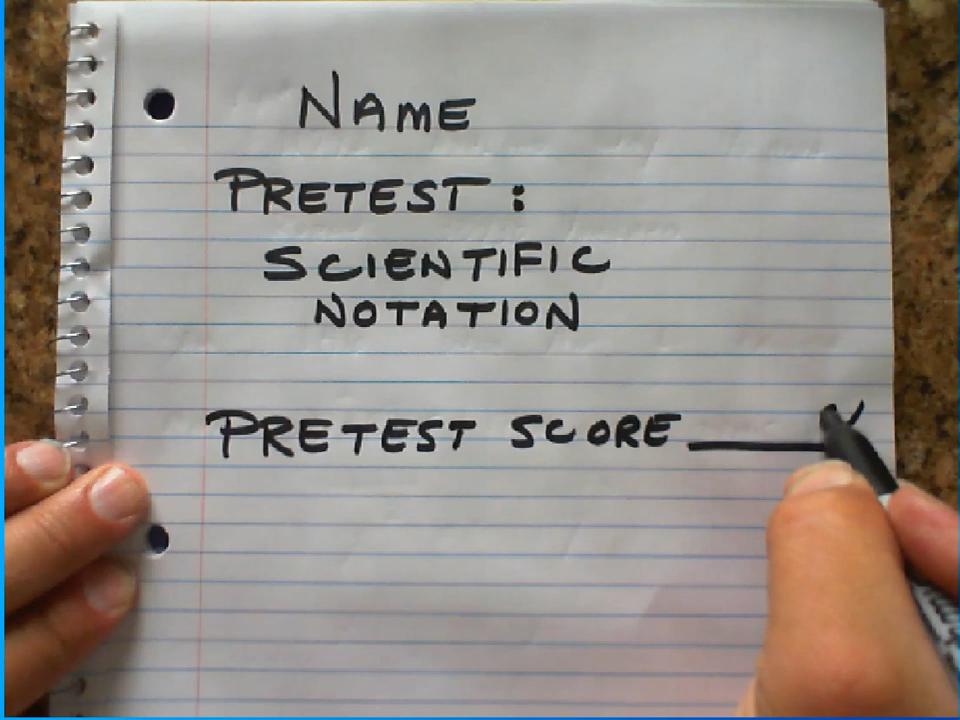 NAME
PRETEST:
SCIENTIFIC
NOTATION
PRETEST SCORE